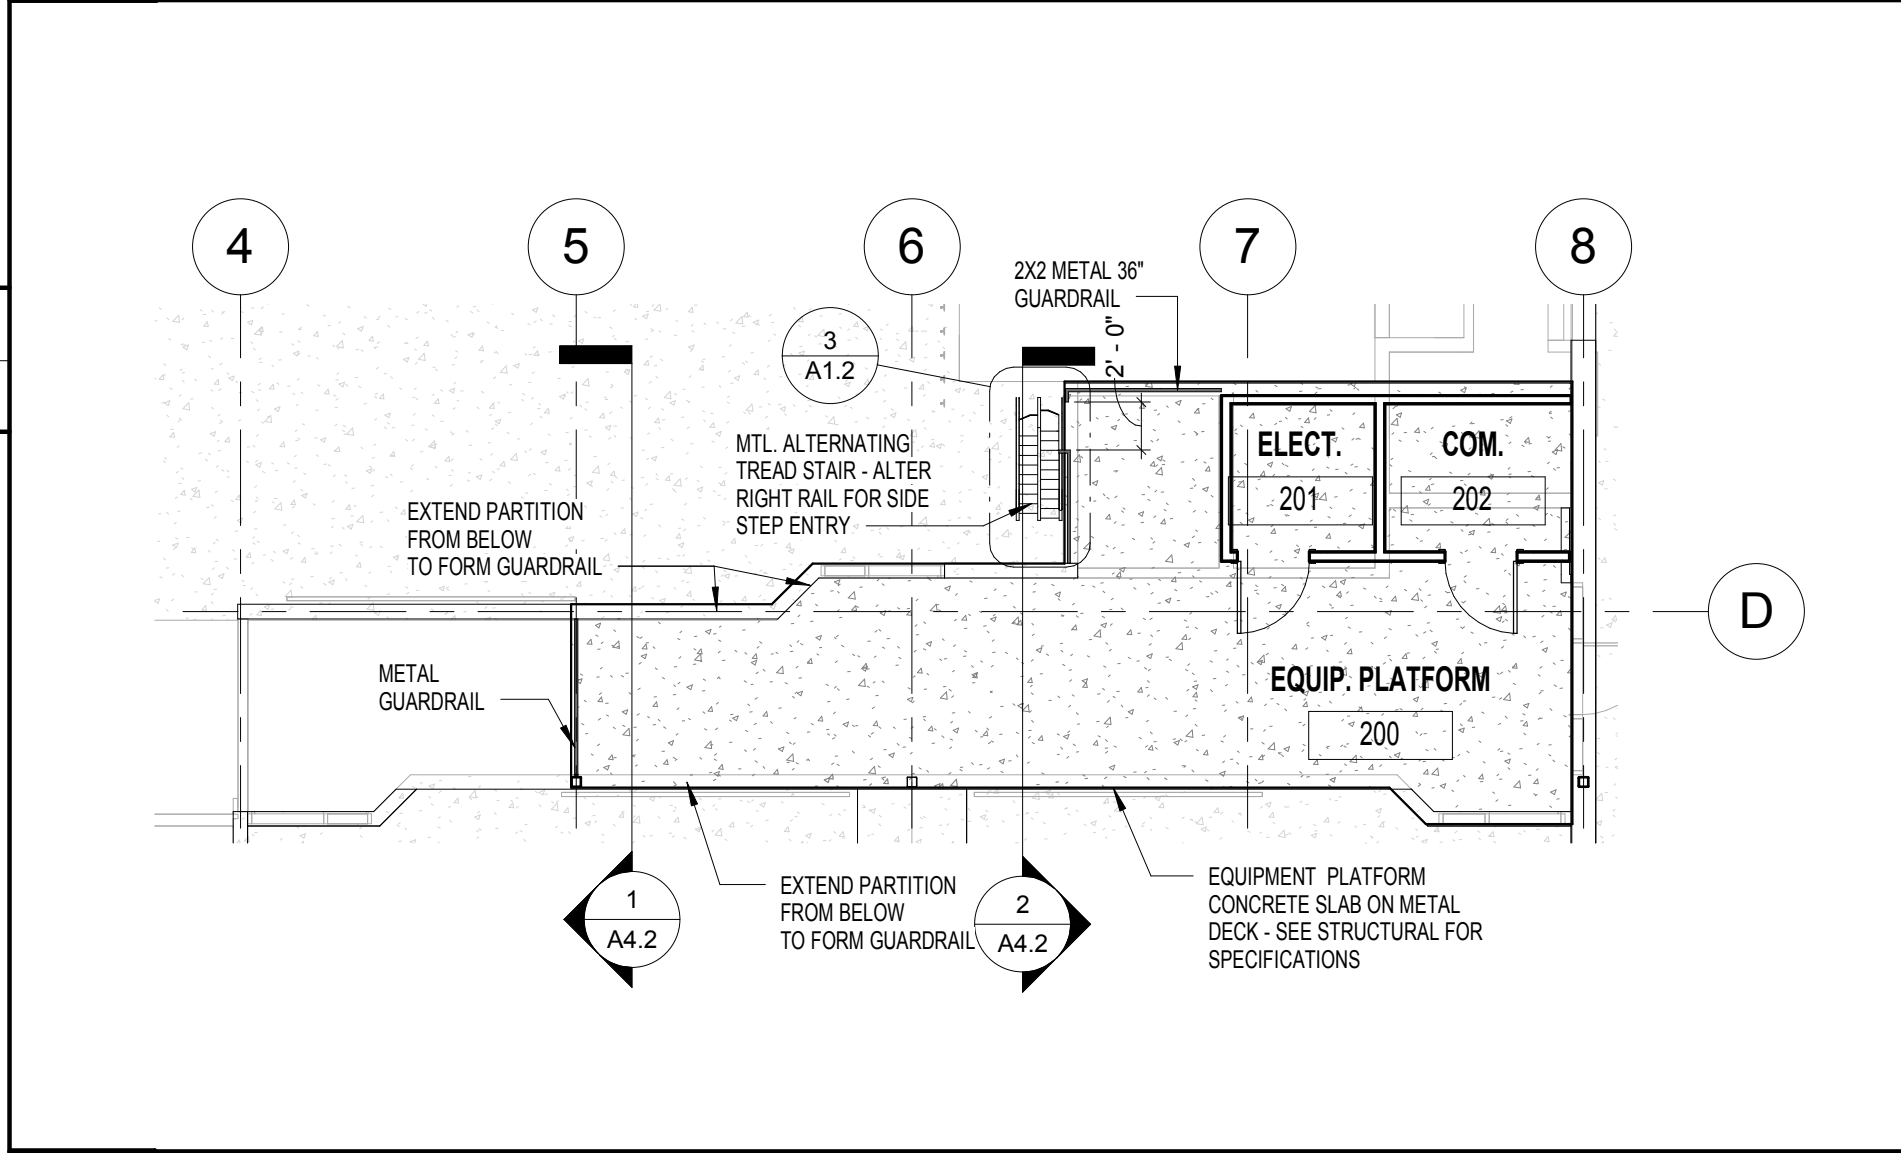 4
5
6
7
8
2X2 METAL 36"
GUARDRAIL
2' - 0"
3
A1.2
MTL. ALTERNATING
TREAD STAIR - ALTER
RIGHT RAIL FOR SIDE
STEP ENTRY
ELECT.
201
COM.
202
EXTEND PARTITION
FROM BELOW
TO FORM GUARDRAIL
D
METAL
GUARDRAIL
EQUIP. PLATFORM
200
1
A4.2
EXTEND PARTITION
FROM BELOW
TO FORM GUARDRAIL
2
A4.2
EQUIPMENT PLATFORM
CONCRETE SLAB ON METAL
DECK - SEE STRUCTURAL FOR
SPECIFICATIONS